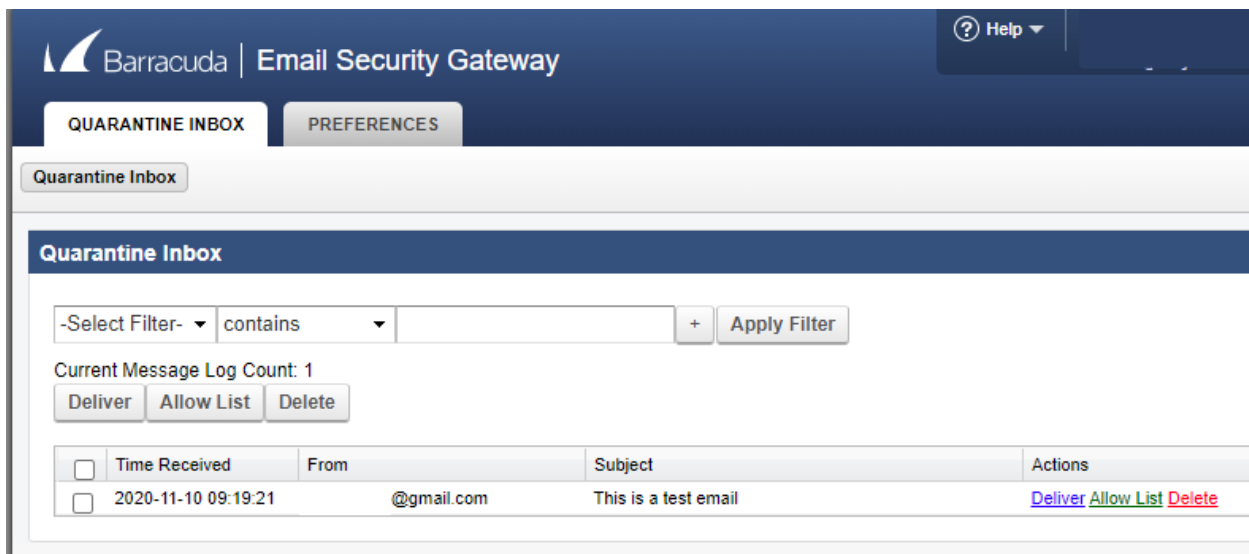 Barracuda | Email Security Gateway
? Help
QUARANTINE INBOX PREFERENCES
Quarantine Inbox
Quarantine Inbox
-Select Filter- contains + Apply Filter
Current Message Log Count: 1
Deliver Allow List Delete
Time Received From Subject Actions
2020-11-10 09:19:21 @gmail.com This is a test email Deliver Allow List Delete